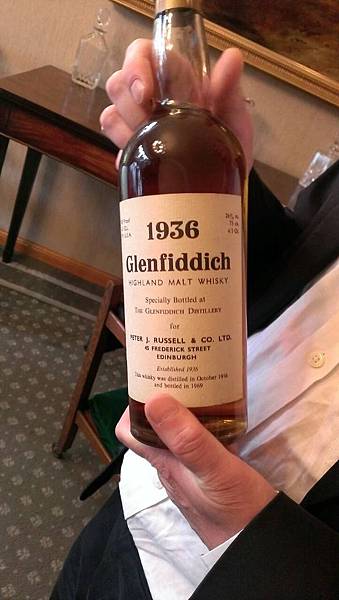 1936
Glenfiddich
HIGHLAND MALT WHISKY
Specially Bottled at
THE GLENFIDDICH DISTILLERY
for
PETER J. RUSSELL & CO. LTD.
45 FREDERICK STREET
EDINBURGH
Established 1936
This whisky was distilled in October 1936
and bottled in 1969